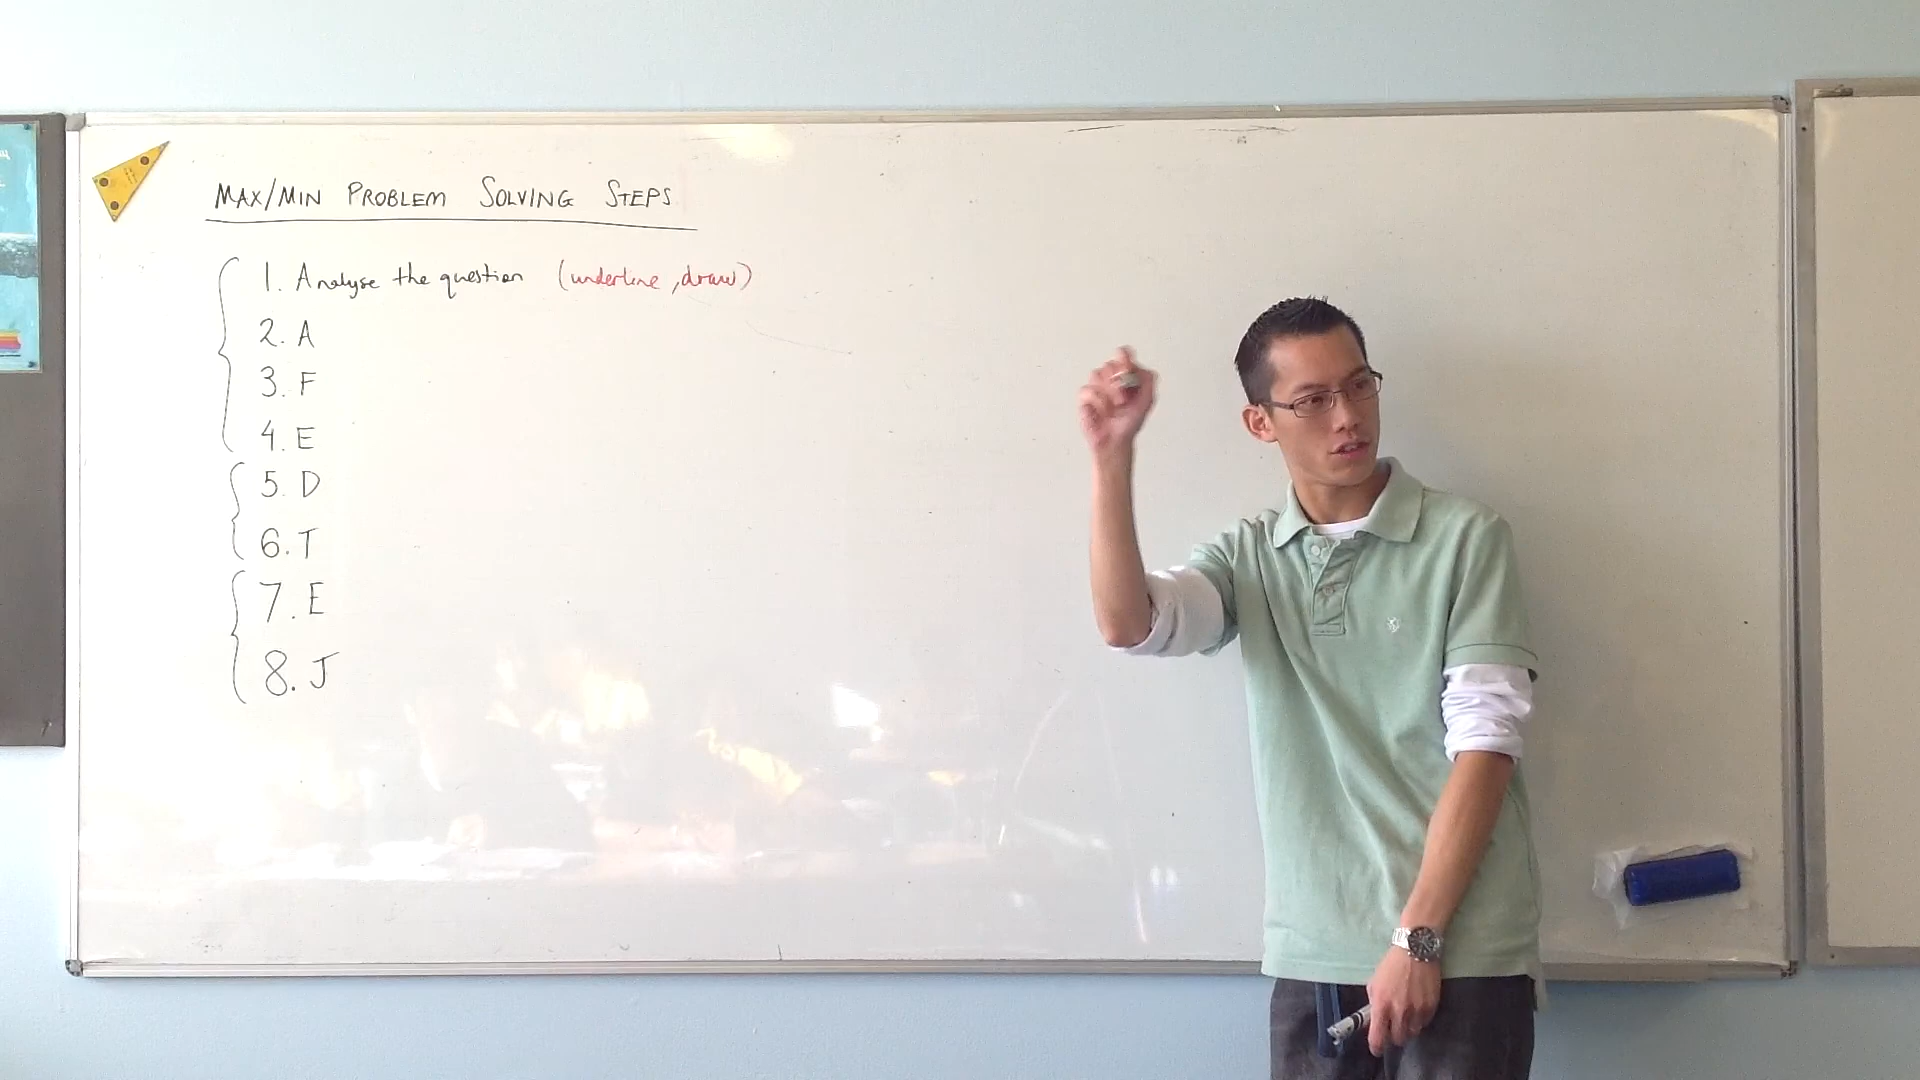 MAX/MIN PROBLEM SOLVING STEPS
1. Analyse the question (underline, draw)
2. A
3. F
4. E
5. D
6. T
7. E
8. J